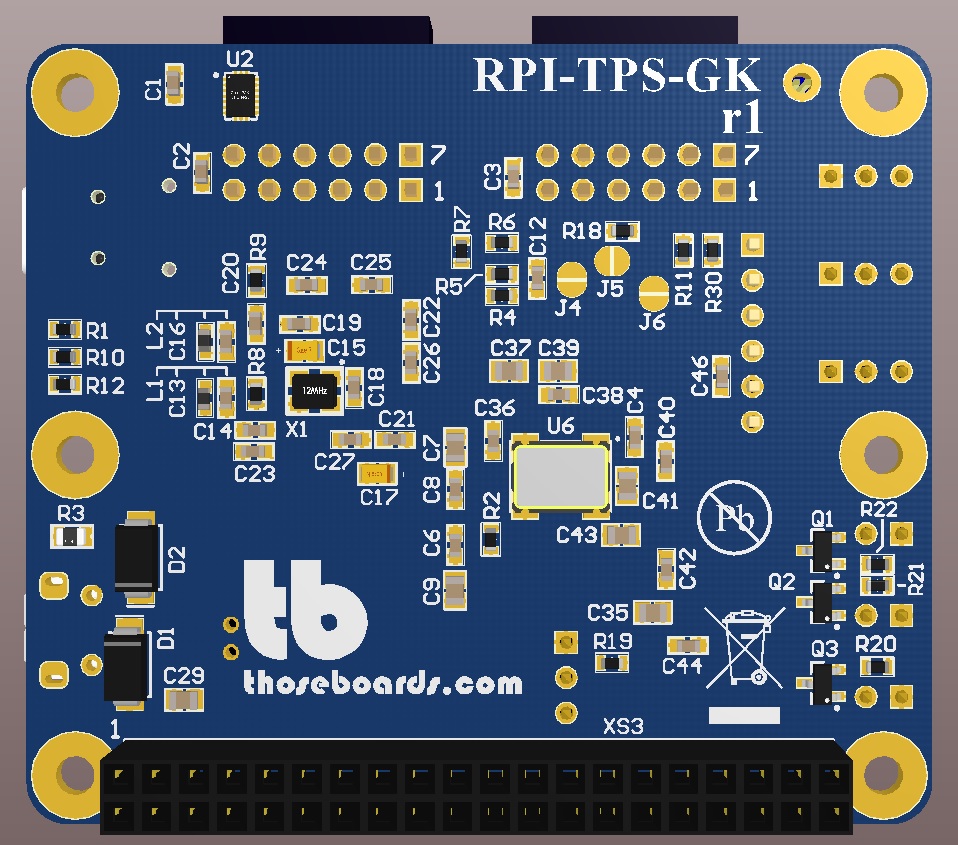 U2
RPI-TPS-GK
r1
C1
C2
7
1
C3
7
1
R7
R6
C12
R18
R5
R4
J4
J5
J6
R11
R30
C20
R9
C24
C25
C22
C26
C19
C15
L2
C16
R1
R10
R12
L1
C13
R8
12MHz
C18
X1
C14
C23
C27
C21
C17
C37
C39
C38
C46
C36
U6
C4
C40
C7
C8
C41
R2
C43
C6
C9
C42
Pb
R3
D2
D1
C29
tb
thoseboards.com
C35
R19
C44
Q1
R22
Q2
R21
Q3
R20
1
XS3